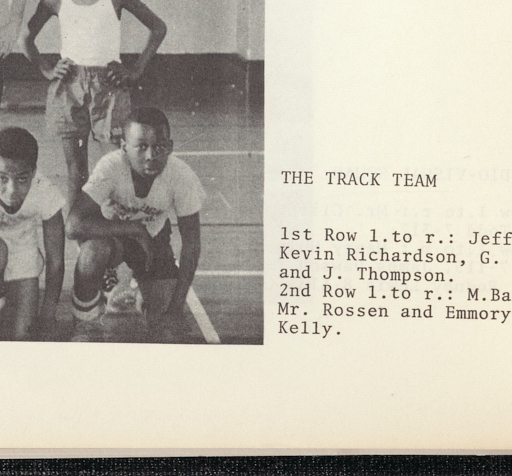 THE TRACK TEAM
1st Row l.to r.: Jeff
Kevin Richardson, G.
and J. Thompson.
2nd Row l.to r.: M.Ba
Mr. Rossen and Emmory
Kelly.